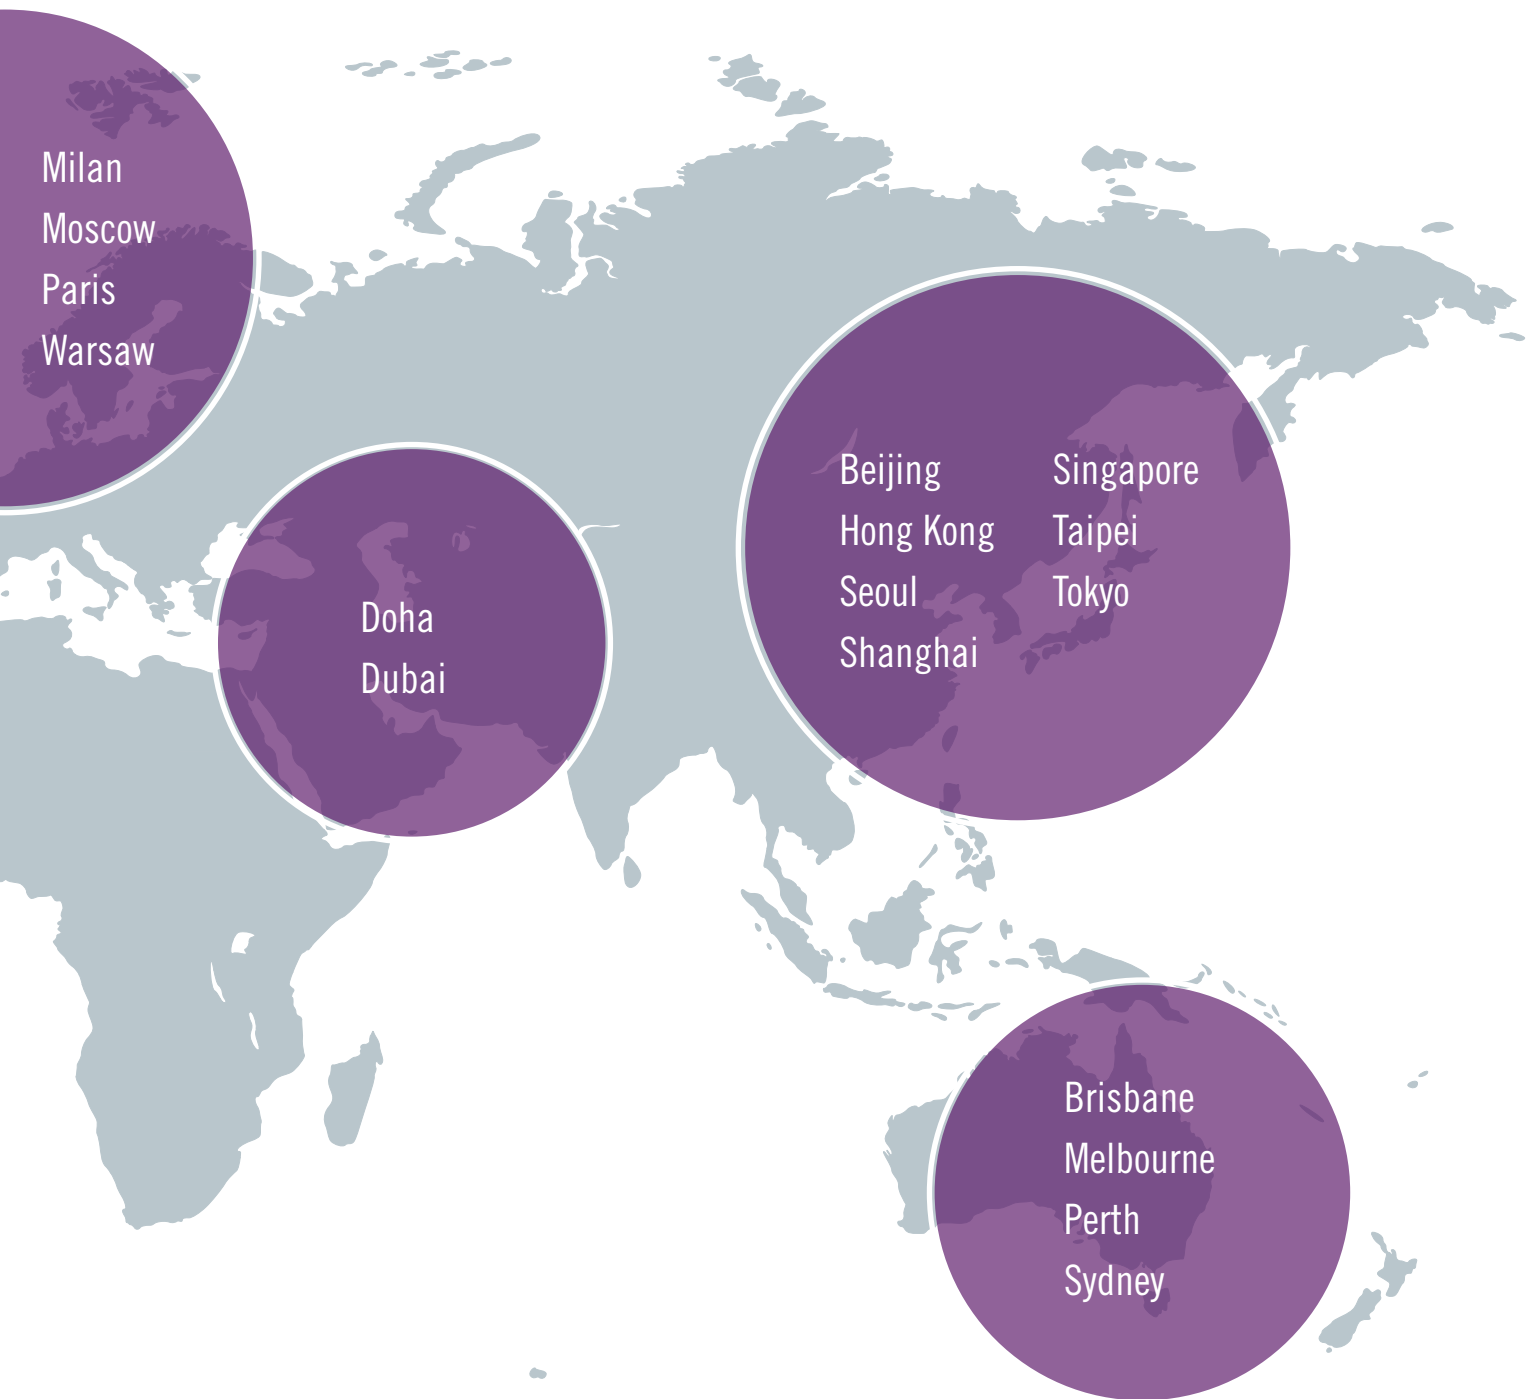 Milan
Moscow
Paris
Warsaw
Doha
Dubai
Beijing
Hong Kong
Seoul
Shanghai
Singapore
Taipei
Tokyo
Brisbane
Melbourne
Perth
Sydney